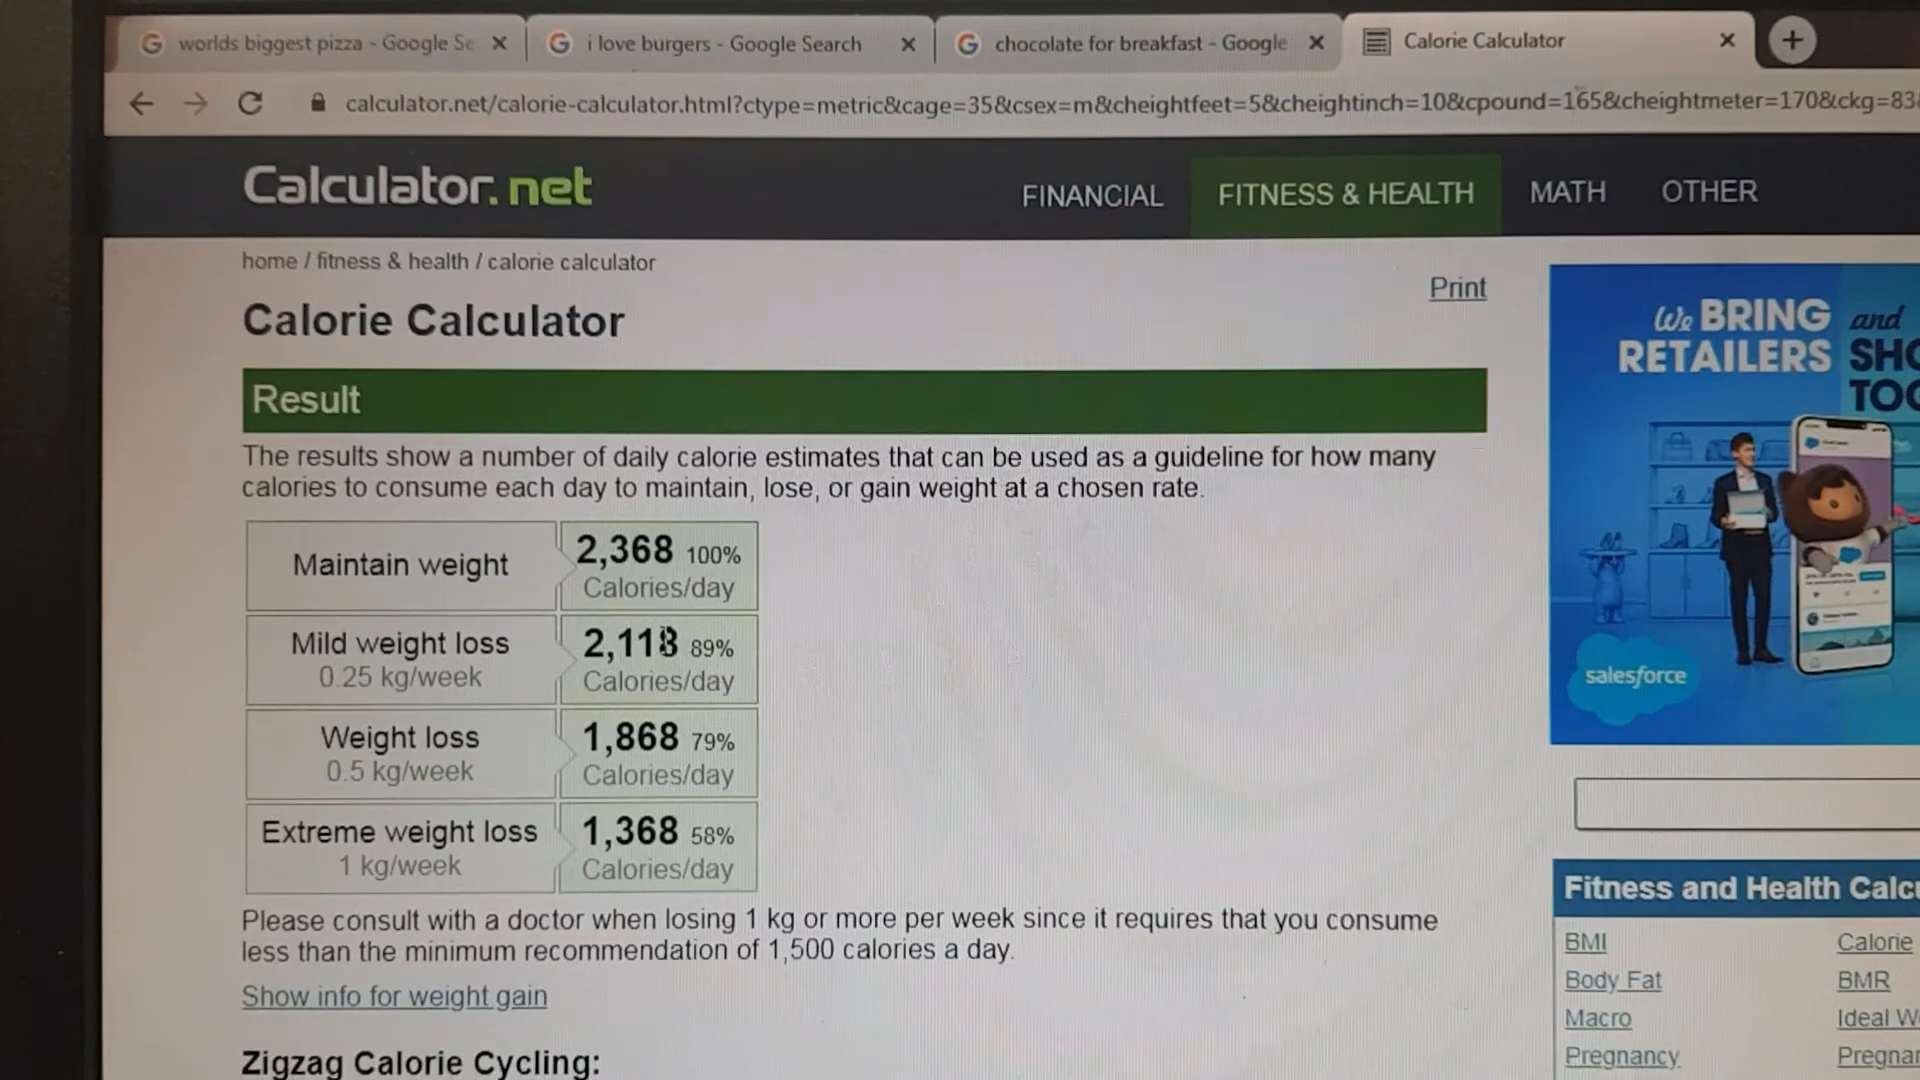 worlds biggest pizza - Google Se
i love burgers - Google Search
chocolate for breakfast - Google
Calorie Calculator
calculator.net/calorie-calculator.html?ctype=metric&cage=35&csex=m&cheightfeet=5&cheightinch=10&cpound=165&cheightmeter=170&ckg=83
Calculator.net
FINANCIAL
FITNESS & HEALTH
MATH
OTHER
home / fitness & health / calorie calculator
Print
Calorie Calculator
Result
The results show a number of daily calorie estimates that can be used as a guideline for how many
calories to consume each day to maintain, lose, or gain weight at a chosen rate.
Maintain weight
2,368 100%
Calories/day
Mild weight loss
0.25 kg/week
2,118 89%
Calories/day
Weight loss
0.5 kg/week
1,868 79%
Calories/day
Extreme weight loss
1 kg/week
1,368 58%
Calories/day
Please consult with a doctor when losing 1 kg or more per week since it requires that you consume
less than the minimum recommendation of 1,500 calories a day.
Show info for weight gain
Zigzag Calorie Cycling:
We BRING and
RETAILERS SHO
TOG
salesforce
Fitness and Health Calcu
BMI
Calorie
Body Fat
BMR
Macro
Ideal W
Pregnancy
Pregnan